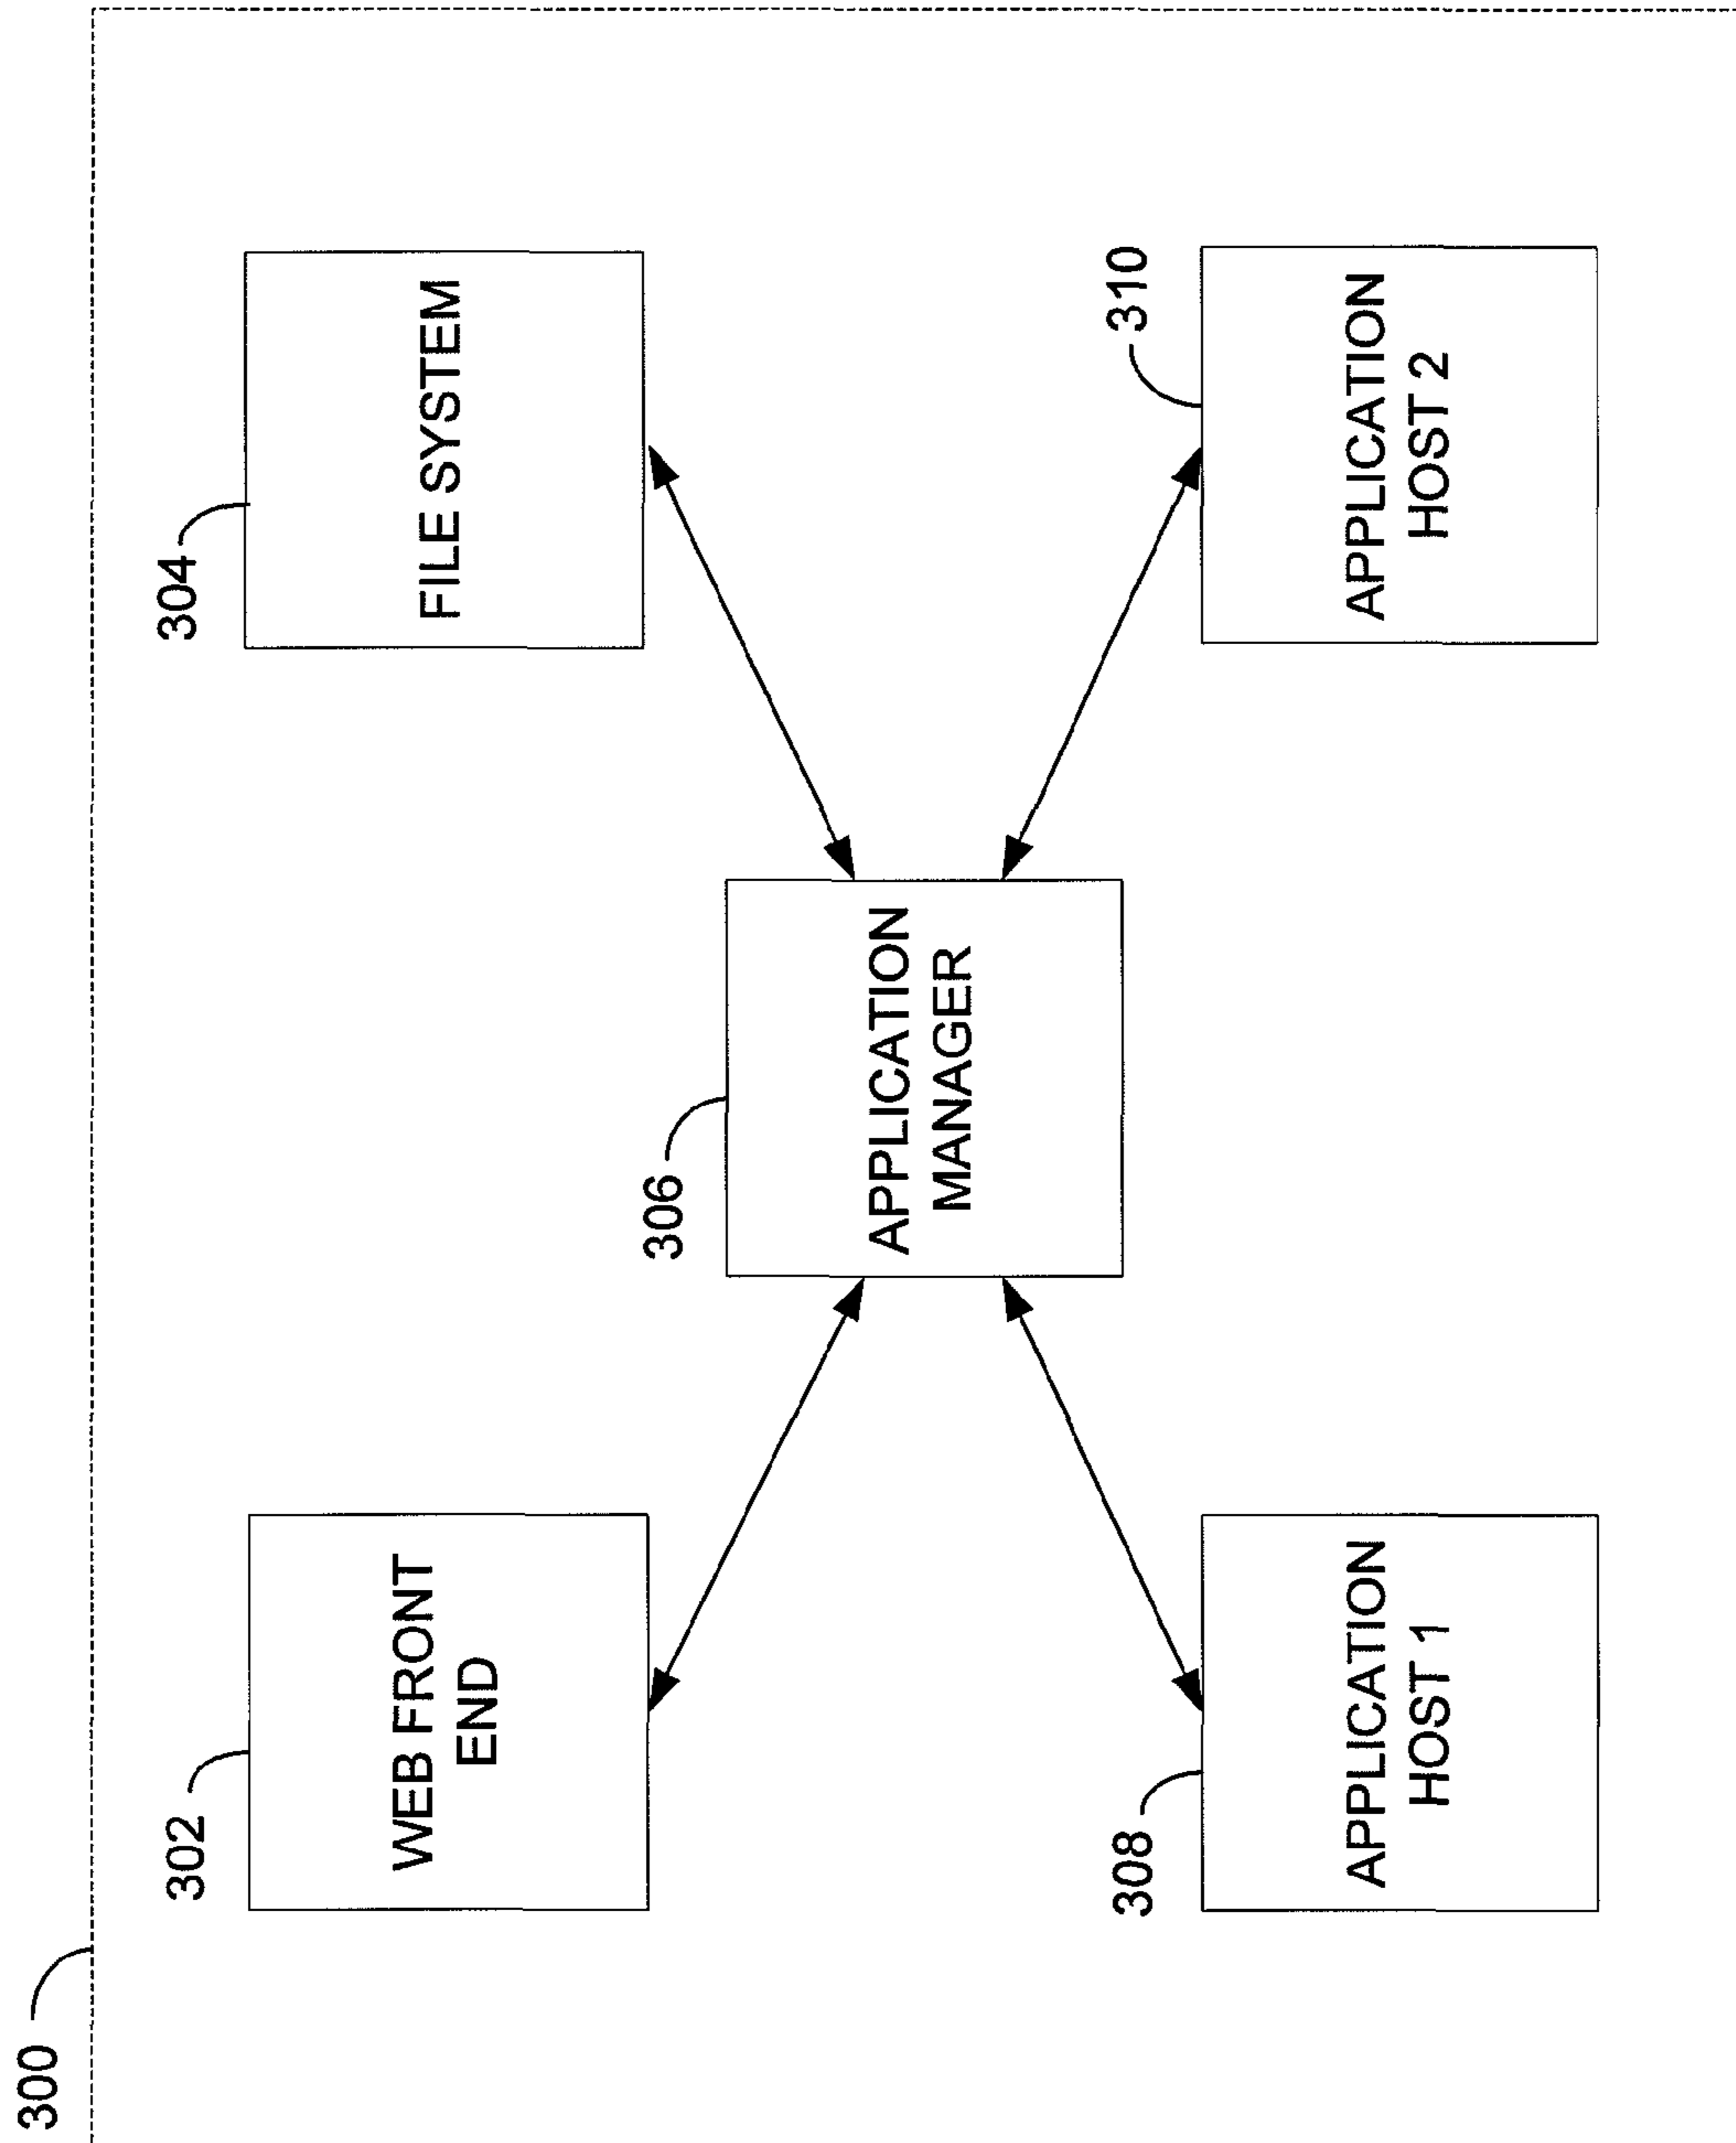 300
302
WEB FRONT
END
304
FILE SYSTEM
306
APPLICATION
MANAGER
308
APPLICATION
HOST 1
310
APPLICATION
HOST 2